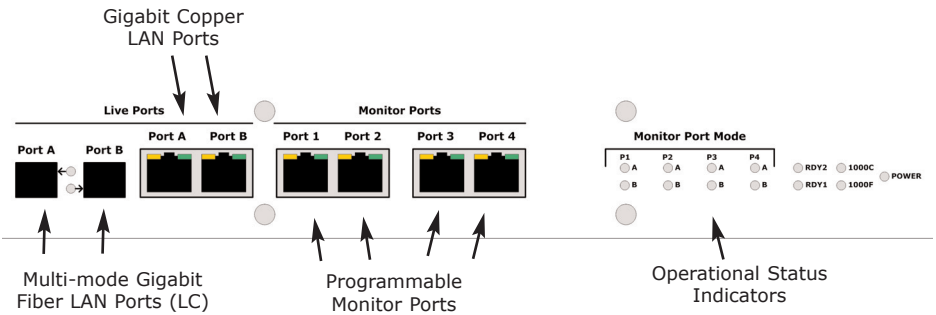 Gigabit Copper
LAN Ports
Live Ports
Monitor Ports
Port A Port B
Port A Port B
Port 1 Port 2
Port 3 Port 4
Monitor Port Mode
P1 P2 P3 P4
A A A A RDY2 1000C
POWER
B B B B RDY1 1000F
Multi-mode Gigabit
Fiber LAN Ports (LC)
Programmable
Monitor Ports
Operational Status
Indicators